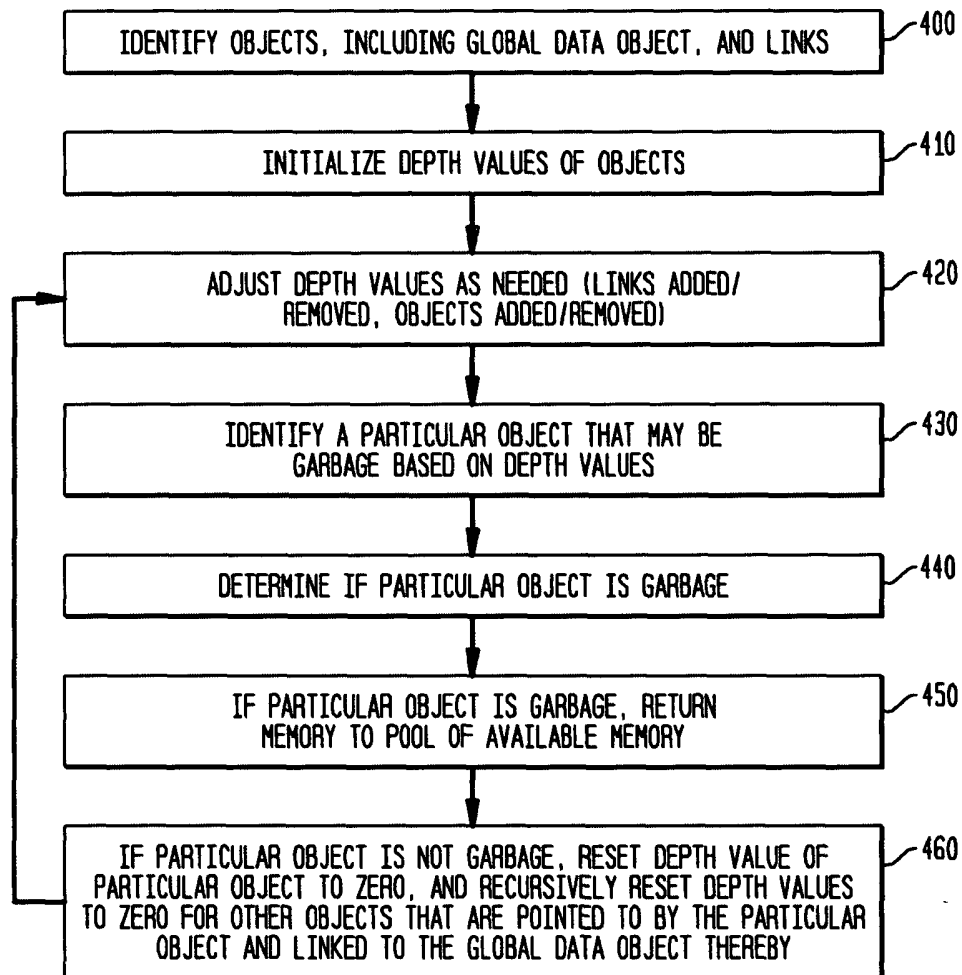 IDENTIFY OBJECTS, INCLUDING GLOBAL DATA OBJECT, AND LINKS
400
INITIALIZE DEPTH VALUES OF OBJECTS
410
ADJUST DEPTH VALUES AS NEEDED (LINKS ADDED/
REMOVED, OBJECTS ADDED/REMOVED)
420
IDENTIFY A PARTICULAR OBJECT THAT MAY BE
GARBAGE BASED ON DEPTH VALUES
430
DETERMINE IF PARTICULAR OBJECT IS GARBAGE
440
IF PARTICULAR OBJECT IS GARBAGE, RETURN
MEMORY TO POOL OF AVAILABLE MEMORY
450
IF PARTICULAR OBJECT IS NOT GARBAGE, RESET DEPTH VALUE OF
PARTICULAR OBJECT TO ZERO, AND RECURSIVELY RESET DEPTH VALUES
TO ZERO FOR OTHER OBJECTS THAT ARE POINTED TO BY THE PARTICULAR
OBJECT AND LINKED TO THE GLOBAL DATA OBJECT THEREBY
460